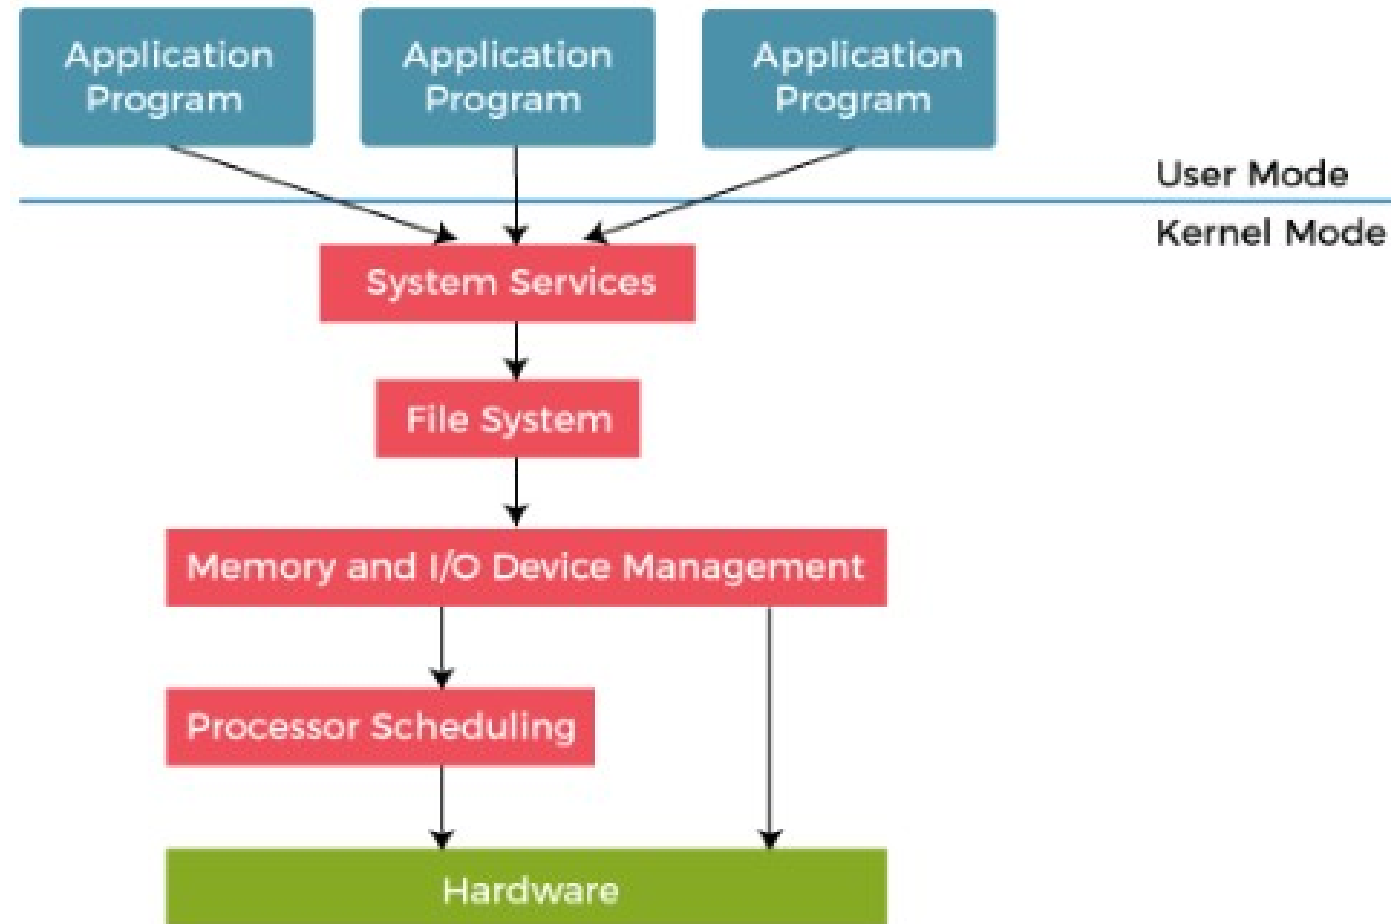 Application
Program
Application
Program
Application
Program
User Mode
Kernel Mode
System Services
File System
Memory and I/O Device Management
Processor Scheduling
Hardware